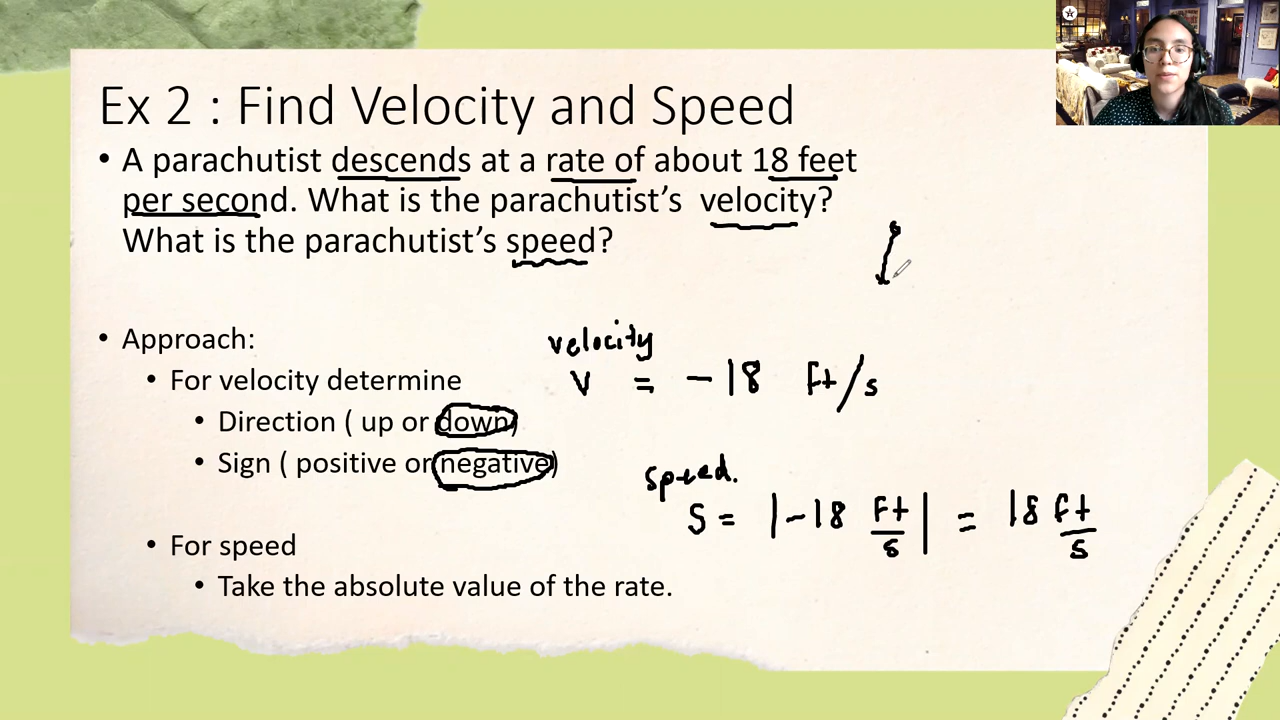 Ex 2 : Find Velocity and Speed
• A parachutist descends at a rate of about 18 feet
per second. What is the parachutist's velocity?
What is the parachutist's speed?
• Approach:
• For velocity determine
• Direction ( up or down)
• Sign ( positive or negative)
velocity
V = -18 Ft/s
speed.
S = |-18 Ft/s| = 18 Ft/s
• For speed
• Take the absolute value of the rate.